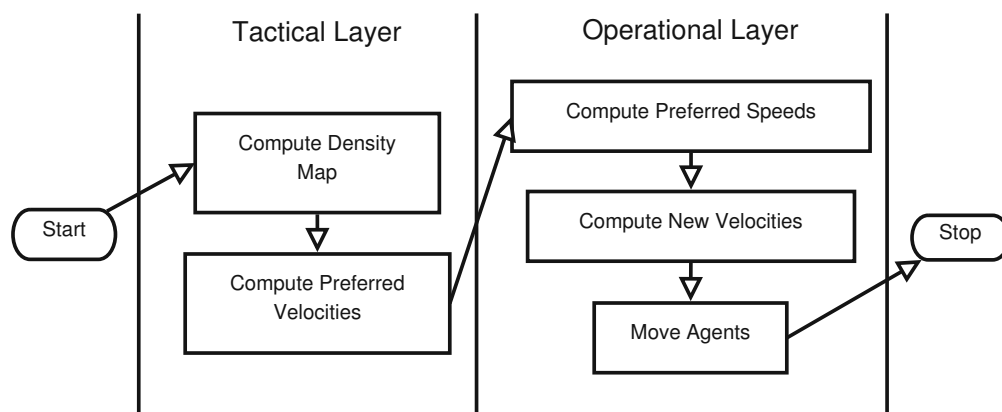 Tactical Layer
Operational Layer
Start
Compute Density
Map
Compute Preferred
Velocities
Compute Preferred Speeds
Compute New Velocities
Move Agents
Stop